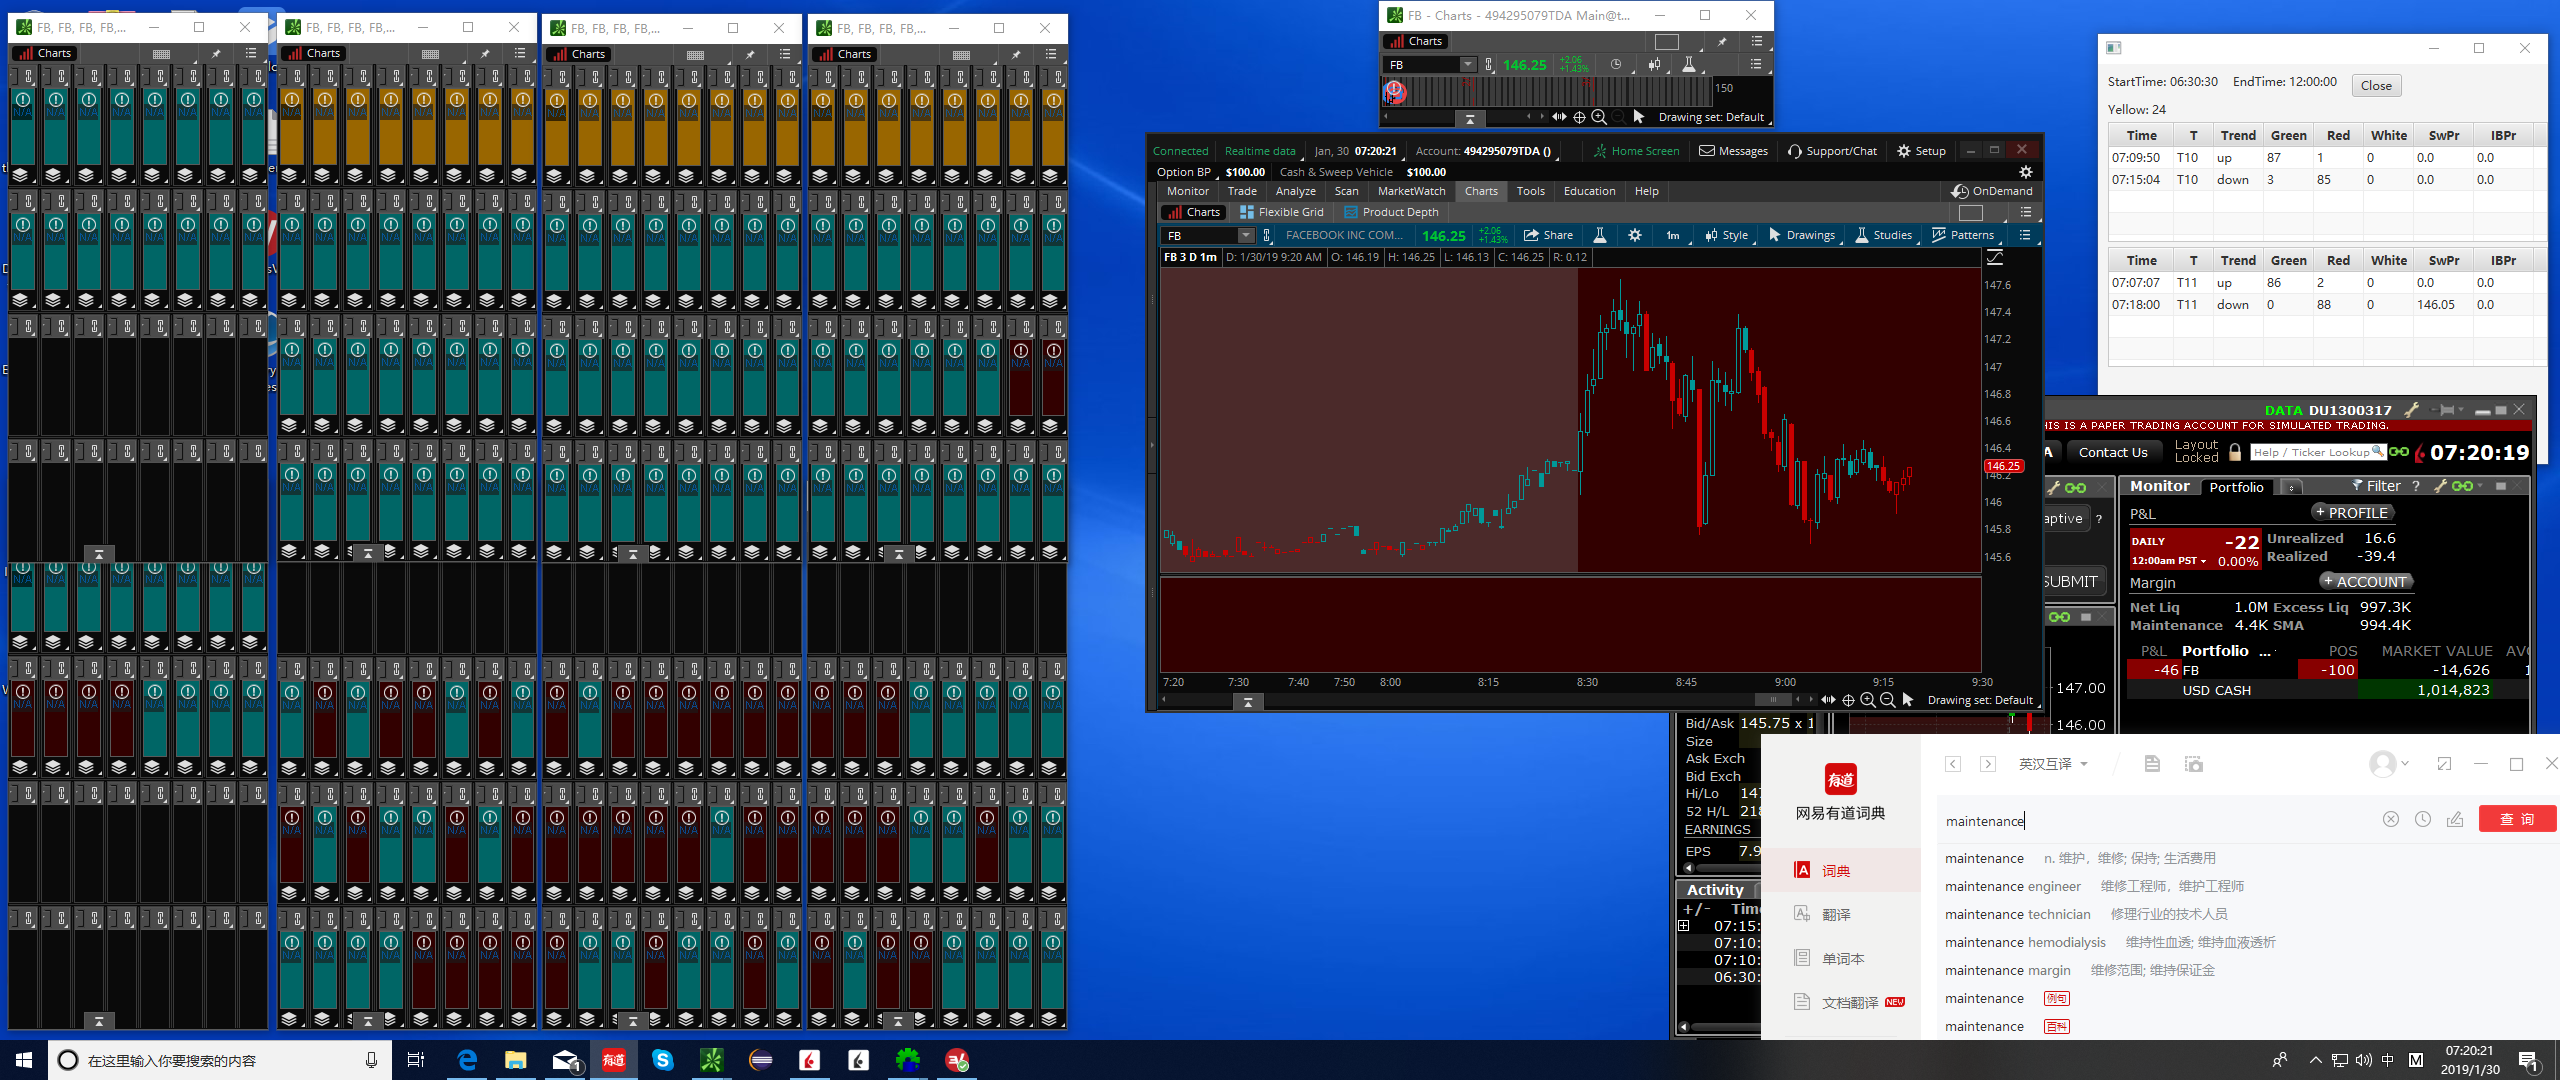 FB, FB, FB, FB,...
Charts
FB, FB, FB, FB,...
Charts
FB, FB, FB, FB,...
Charts
FB, FB, FB, FB,...
Charts
N/A
FB - Charts - 494295079TDA Main@t...
Charts
FB
146.25
+2.06
+1.43%
150
Drawing set: Default
Connected
Realtime data
Jan, 30 07:20:21
Account: 494295079TDA ()
Home Screen
Messages
Support/Chat
Setup
Option BP $100.00 Cash & Sweep Vehicle $100.00
Monitor Trade Analyze Scan MarketWatch Charts Tools Education Help
OnDemand
Charts Flexible Grid Product Depth
FB
FACEBOOK INC COM...
146.25
+2.06
+1.43%
Share
1m
Style
Drawings
Studies
Patterns
FB 3 D 1m D: 1/30/19 9:20 AM O: 146.19 H: 146.25 L: 146.13 C: 146.25 R: 0.12
147.6
147.4
147.2
147
146.8
146.6
146.4
146.25
146.2
146
145.8
145.6
7:20 7:30 7:40 7:50 8:00 8:15 8:30 8:45 9:00 9:15 9:30
Drawing set: Default
StartTime: 06:30:30 EndTime: 12:00:00 Close
Yellow: 24
Time T Trend Green Red White SwPr IBPr
07:09:50 T10 up 87 1 0 0.0 0.0
07:15:04 T10 down 3 85 0 0.0 0.0
Time T Trend Green Red White SwPr IBPr
07:07:07 T11 up 86 2 0 0.0 0.0
07:18:00 T11 down 0 88 0 146.05 0.0
DATA DU1300317
HIS IS A PAPER TRADING ACCOUNT FOR SIMULATED TRADING.
A
Contact Us
Layout
Locked
Help / Ticker Lookup
07:20:19
aptive ?
SUBMIT
Monitor Portfolio
Filter ?
P&L
+ PROFILE
DAILY -22
12:00am PST 0.00%
Unrealized 16.6
Realized -39.4
Margin
+ ACCOUNT
Net Liq 1.0M Excess Liq 997.3K
Maintenance 4.4K SMA 994.4K
P&L Portfolio ... POS MARKET VALUE AVG
-46 FB -100 -14,626 1
USD CASH 1,014,823
147.00
146.00
Bid/Ask 145.75 x 1
Size
Ask Exch
Bid Exch
Hi/Lo 147
52 H/L 218
EARNINGS
EPS 7.9
Activity
+/- Time
07:15:
07:10:
07:10:
06:30:
有道
网易有道词典
词典
翻译
单词本
文档翻译 NEW
英汉互译
maintenance
查 询
maintenance n. 维护，维修; 保持; 生活费用
maintenance engineer 维修工程师，维护工程师
maintenance technician 修理行业的技术人员
maintenance hemodialysis 维持性血透; 维持血液透析
maintenance margin 维修范围; 维持保证金
maintenance 例句
maintenance 百科
在这里输入你要搜索的内容
1
有道
中
M
07:20:21
2019/1/30
1